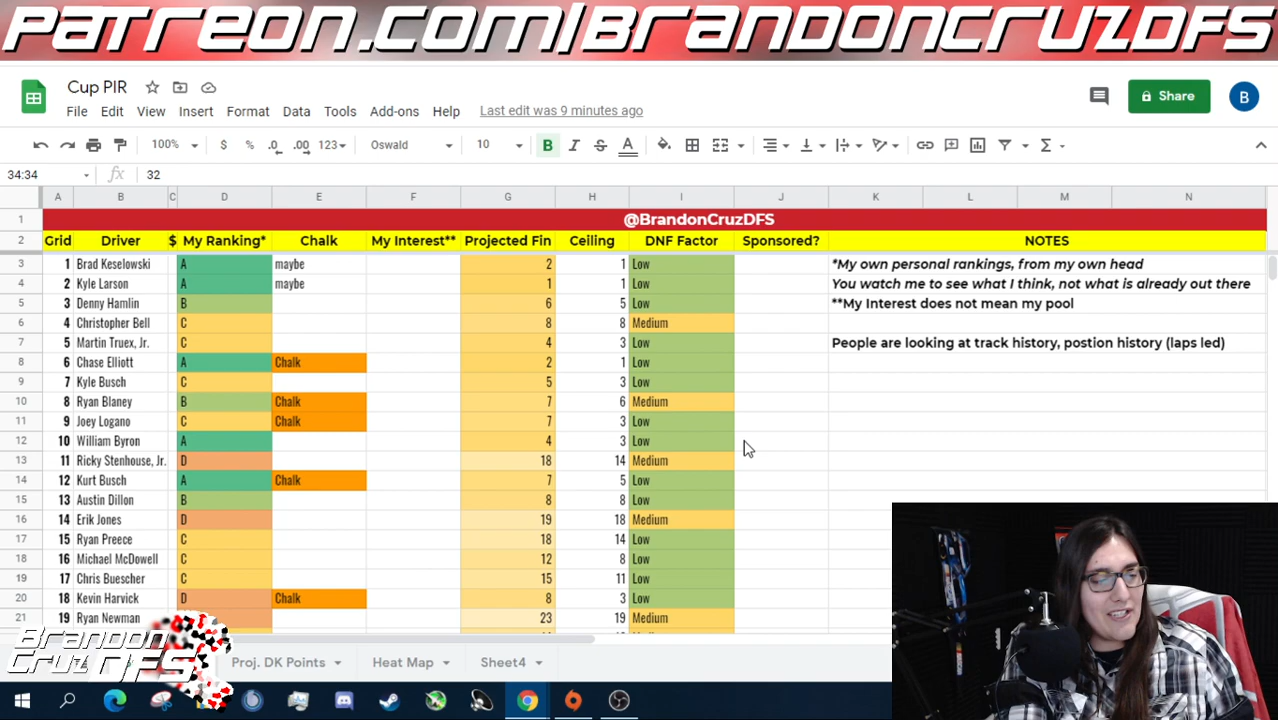 Patreon.com/BrandonCruzDFS
Cup PIR
File Edit View Insert Format Data Tools Add-ons Help Last edit was 9 minutes ago
Share
B
100% $ % .0 .00 123 Oswald 10 B I S A
34:34 fx 32
A B C D E F G H I J K L M N
1 @BrandonCruzDFS
2 Grid Driver $ My Ranking* Chalk My Interest** Projected Fin Ceiling DNF Factor Sponsored? NOTES
3 1 Brad Keselowski A maybe 2 1 Low *My own personal rankings, from my own head
4 2 Kyle Larson A maybe 1 1 Low You watch me to see what I think, not what is already out there
5 3 Denny Hamlin B 6 5 Low **My Interest does not mean my pool
6 4 Christopher Bell C 8 8 Medium
7 5 Martin Truex, Jr. C 4 3 Low People are looking at track history, postion history (laps led)
8 6 Chase Elliott A Chalk 2 1 Low
9 7 Kyle Busch C 5 3 Low
10 8 Ryan Blaney B Chalk 7 6 Medium
11 9 Joey Logano C Chalk 7 3 Low
12 10 William Byron A 4 3 Low
13 11 Ricky Stenhouse, Jr. D 18 14 Medium
14 12 Kurt Busch A Chalk 7 5 Low
15 13 Austin Dillon B 8 8 Low
16 14 Erik Jones D 19 18 Medium
17 15 Ryan Preece C 18 14 Low
18 16 Michael McDowell C 12 8 Low
19 17 Chris Buescher C 15 11 Low
20 18 Kevin Harvick D Chalk 8 3 Low
21 19 Ryan Newman 23 19 Medium
Brandon
Cruz DFS
Proj. DK Points Heat Map Sheet4